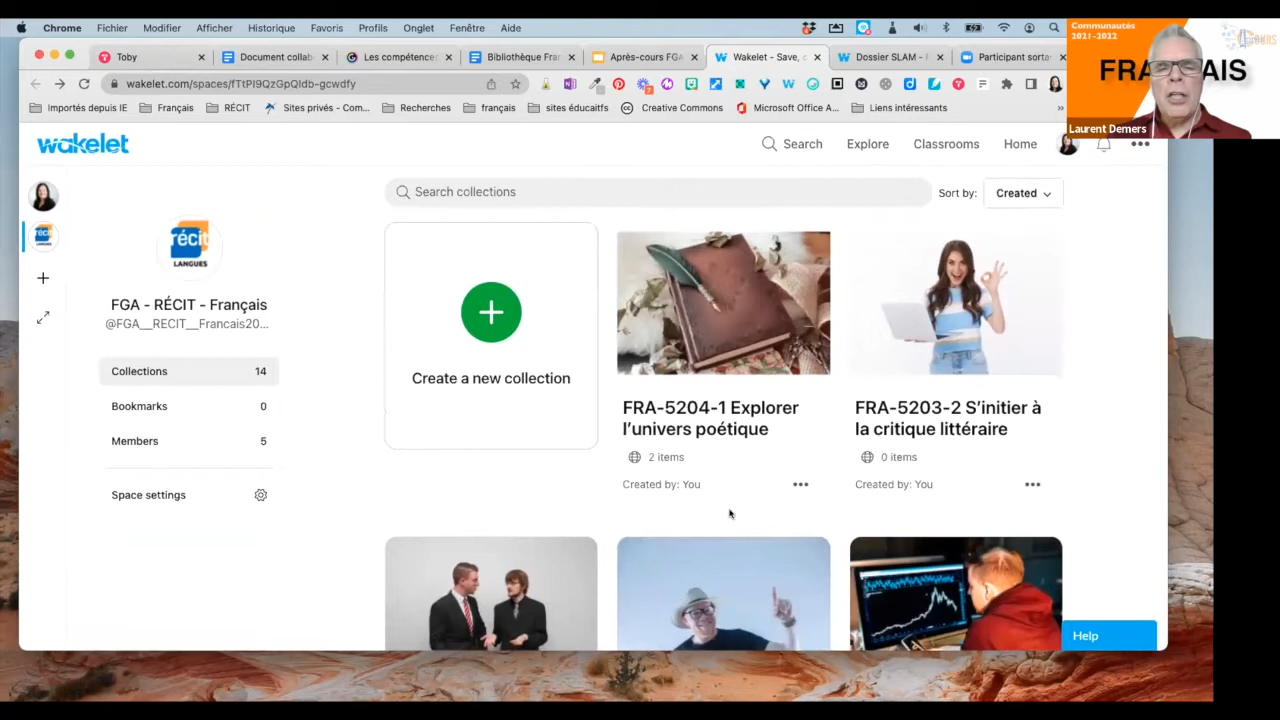 Chrome Fichier Modifier Afficher Historique Favoris Profils Onglet Fenêtre Aide
Communautés
2021-2022
FRA AIS
Laurent Demers
Toby
Document collab
Les compétence
Bibliothèque Fra
Après-cours FGA
Wakelet - Save, c
Dossier SLAM - F
Participant sorta
wakelet.com/spaces/fTtPI9QzGpQIdb-gcwdfy
Importés depuis IE Français RÉCIT Sites privés - Com... Recherches français sites éducaitfs Creative Commons Microsoft Office A... Liens intéressants »
wakelet
Search Explore Classrooms Home
Search collections
Sort by: Created
récit
LANGUES
FGA - RÉCIT - Français
@FGA__RECIT__Francais20...
Collections 14
Bookmarks 0
Members 5
Space settings
Create a new collection
FRA-5204-1 Explorer
l'univers poétique
2 items
Created by: You
FRA-5203-2 S'initier à
la critique littéraire
0 items
Created by: You
Help